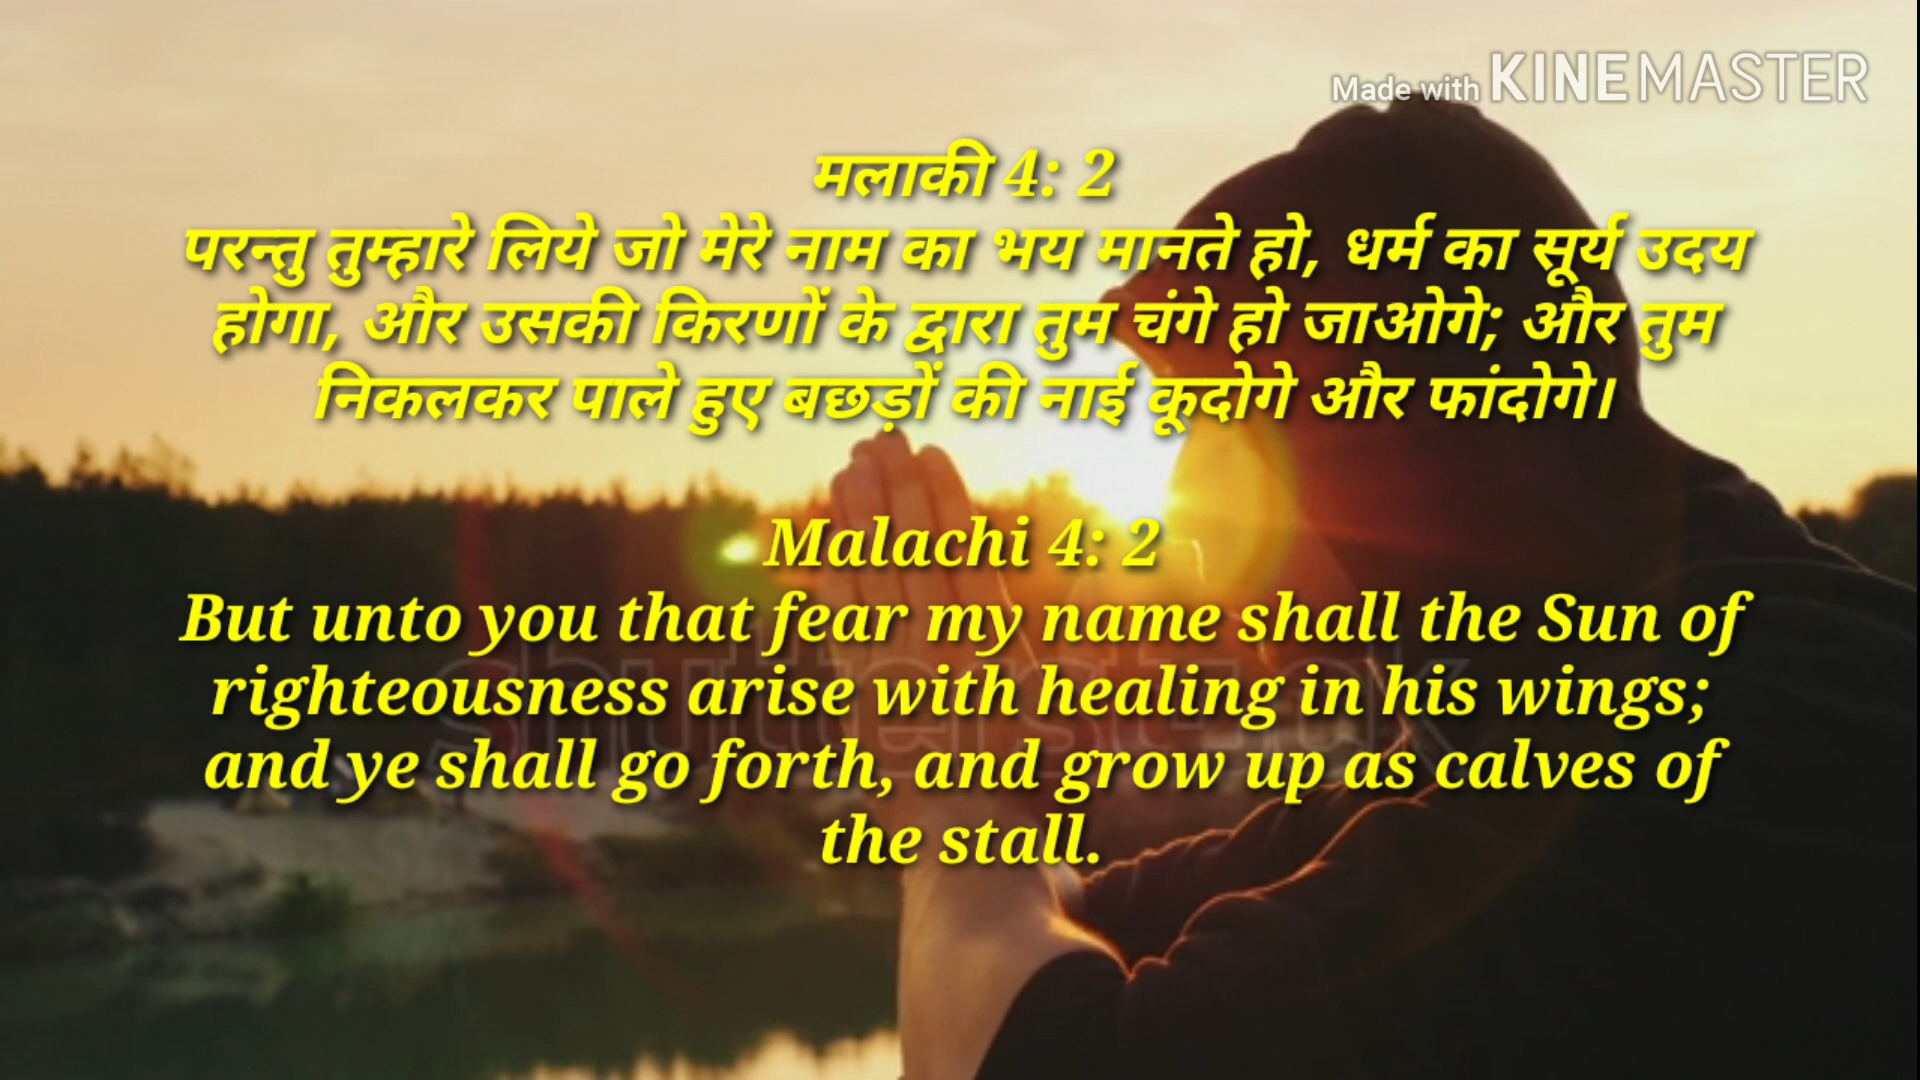 Made with KINEMASTER
मलाकी 4: 2
परन्तु तुम्हारे लिये जो मेरे नाम का भय मानते हो, धर्म का सूर्य उदय
होगा, और उसकी किरणों के द्वारा तुम चंगे हो जाओगे; और तुम
निकलकर पाले हुए बछड़ों की नाई कूदोगे और फांदोगे।
Malachi 4: 2
But unto you that fear my name shall the Sun of
righteousness arise with healing in his wings;
and ye shall go forth, and grow up as calves of
the stall.
shutterstock